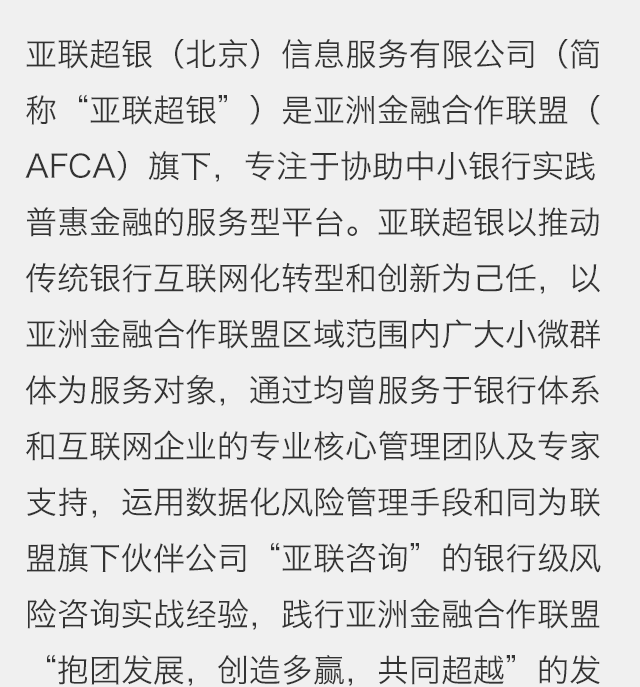 亚联超银（北京）信息服务有限公司（简
称“亚联超银”）是亚洲金融合作联盟（
AFCA）旗下，专注于协助中小银行实践
普惠金融的服务型平台。亚联超银以推动
传统银行互联网化转型和创新为己任，以
亚洲金融合作联盟区域范围内广大小微群
体为服务对象，通过均曾服务于银行体系
和互联网企业的专业核心管理团队及专家
支持，运用数据化风险管理手段和同为联
盟旗下伙伴公司“亚联咨询”的银行级风
险咨询实战经验，践行亚洲金融合作联盟
“抱团发展，创造多赢，共同超越”的发